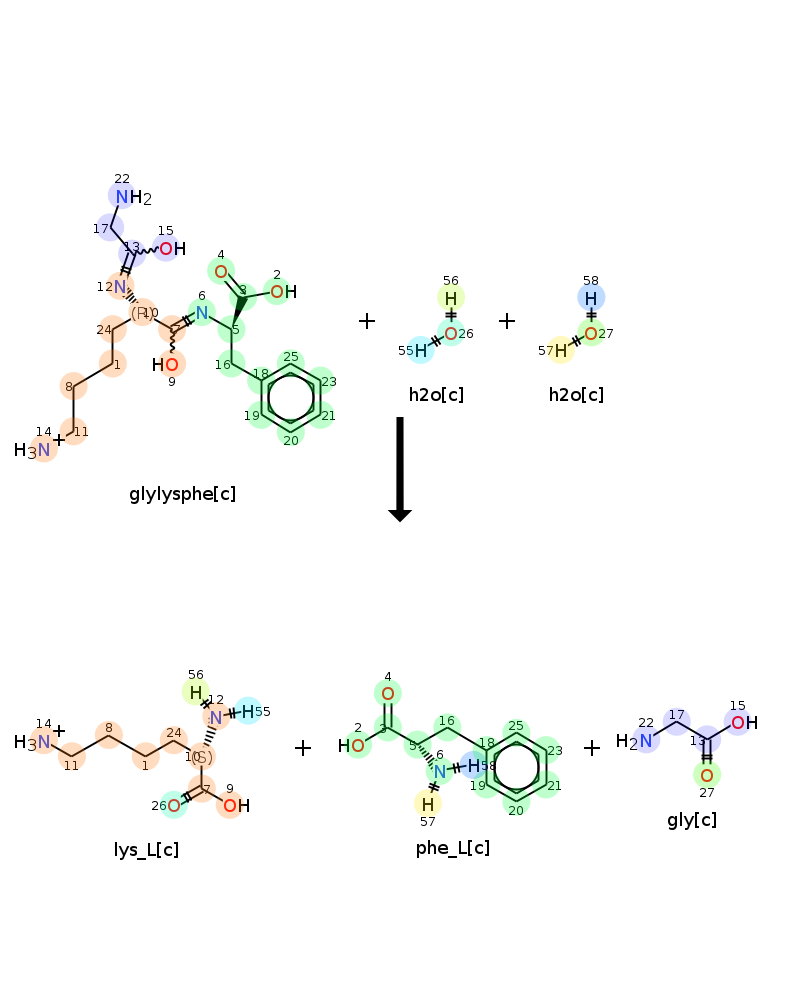 22
NH2
17
13
15
OH
12
N
(R)
10
24
1
8
14
H3N
+
11
7
HO
9
6
N
4
O
3
2
OH
5
16
18
25
23
19
21
20
glylysphe[c]
+
56
H
55
H
O
26
h2o[c]
+
58
H
57
H
O
27
h2o[c]
56
H
12
N
H
55
14
H3N
+
11
8
1
24
10
(S)
7
9
OH
26
O
lys_L[c]
+
4
O
2
HO
3
5
16
6
N
H
58
H
57
18
25
23
19
21
20
phe_L[c]
+
22
H2N
17
13
15
OH
O
27
gly[c]